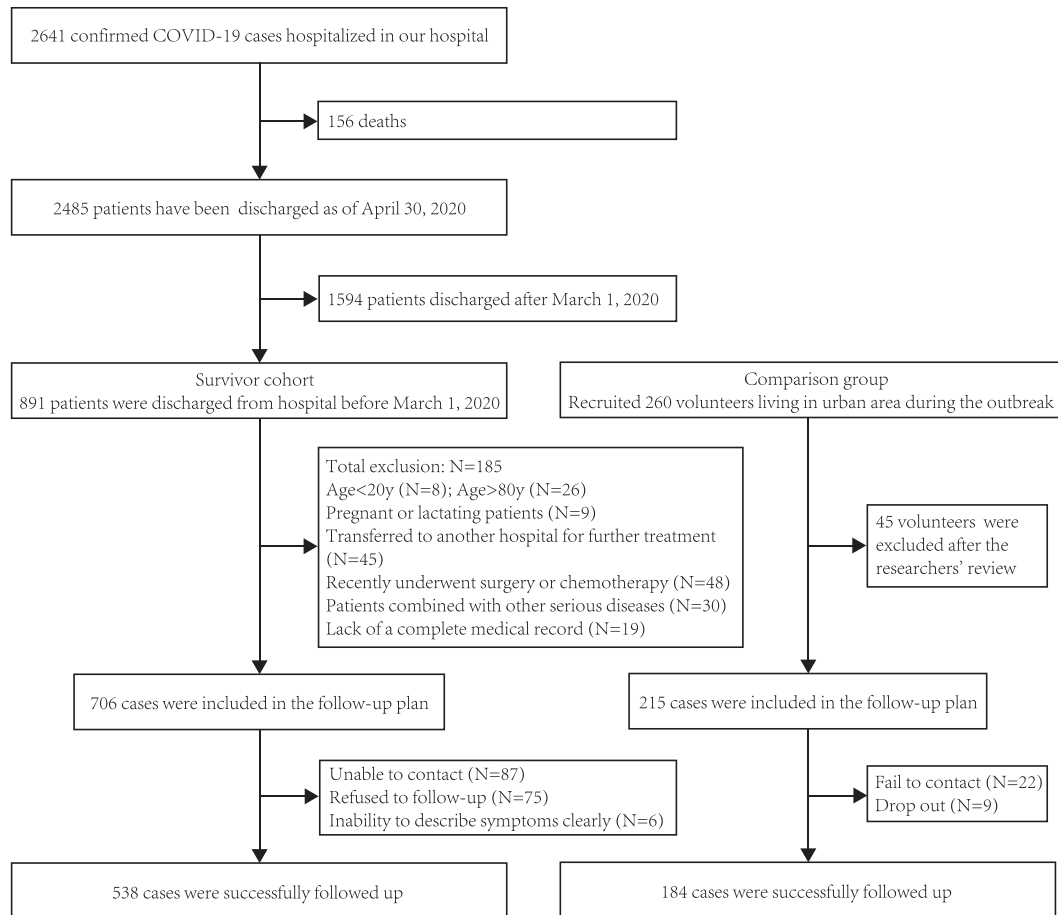 2641 confirmed COVID-19 cases hospitalized in our hospital
156 deaths
2485 patients have been discharged as of April 30, 2020
1594 patients discharged after March 1, 2020
Survivor cohort
891 patients were discharged from hospital before March 1, 2020
Comparison group
Recruited 260 volunteers living in urban area during the outbreak
Total exclusion: N=185
Age<20y (N=8); Age>80y (N=26)
Pregnant or lactating patients (N=9)
Transferred to another hospital for further treatment
(N=45)
Recently underwent surgery or chemotherapy (N=48)
Patients combined with other serious diseases (N=30)
Lack of a complete medical record (N=19)
45 volunteers were
excluded after the
researchers’ review
706 cases were included in the follow-up plan
215 cases were included in the follow-up plan
Unable to contact (N=87)
Refused to follow-up (N=75)
Inability to describe symptoms clearly (N=6)
Fail to contact (N=22)
Drop out (N=9)
538 cases were successfully followed up
184 cases were successfully followed up